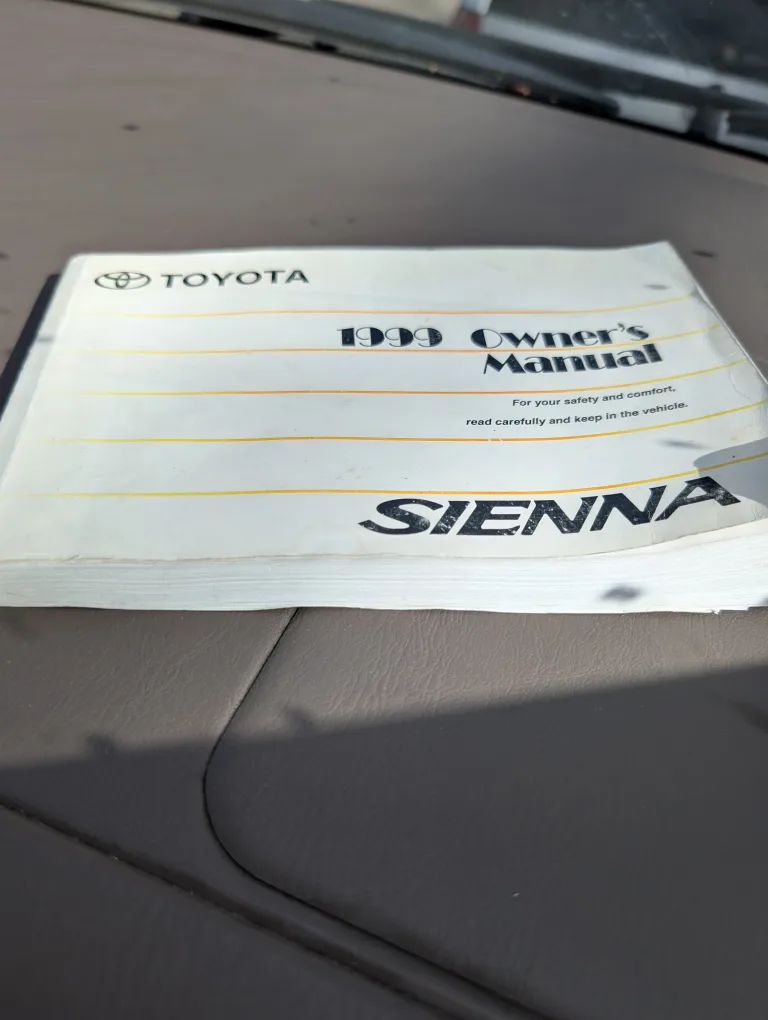 TOYOTA
1999 Owner's
Manual
For your safety and comfort,
read carefully and keep in the vehicle.
SIENNA